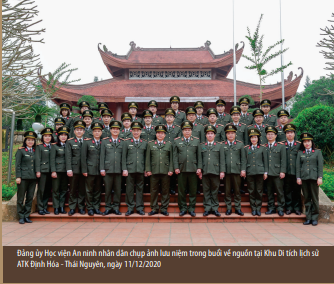 Đảng ủy Học viện An ninh nhân dân chụp ảnh lưu niệm trong buổi về nguồn tại Khu Di tích lịch sử
ATK Định Hóa - Thái Nguyên, ngày 11/12/2020